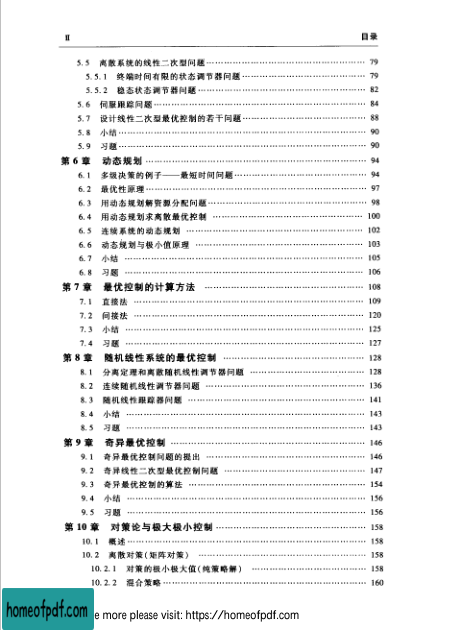 Ⅱ 目录
5.5 离散系统的线性二次型问题 79
5.5.1 终端时间有限的状态调节器问题 79
5.5.2 稳态状态调节器问题 82
5.6 伺服跟踪问题 84
5.7 设计线性二次型最优控制的若干问题 88
5.8 小结 90
5.9 习题 90
第6章 动态规划 94
6.1 多级决策的例子——最短时间问题 94
6.2 最优性原理 97
6.3 用动态规划解资源分配问题 98
6.4 用动态规划求离散最优控制 100
6.5 连续系统的动态规划 102
6.6 动态规划与极小值原理 103
6.7 小结 105
6.8 习题 106
第7章 最优控制的计算方法 108
7.1 直接法 109
7.2 间接法 120
7.3 小结 125
7.4 习题 127
第8章 随机线性系统的最优控制 128
8.1 分离定理和离散随机线性调节器问题 128
8.2 连续随机线性调节器问题 136
8.3 随机线性跟踪器问题 141
8.4 小结 143
8.5 习题 143
第9章 奇异最优控制 146
9.1 奇异最优控制问题的提出 146
9.2 奇异线性二次型最优控制问题 147
9.3 奇异最优控制的算法 154
9.4 小结 156
9.5 习题 156
第10章 对策论与极大极小控制 158
10.1 概述 158
10.2 离散对策(矩阵对策) 158
10.2.1 对策的极小极大值(纯策略解) 158
10.2.2 混合策略 160
homeofpdf.com
e more please visit: https://homeofpdf.com